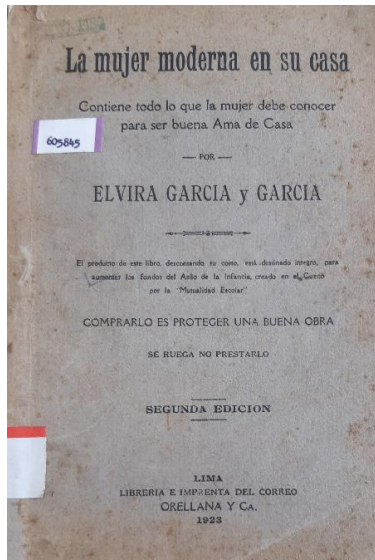 La mujer moderna en su casa
Contiene todo lo que la mujer debe conocer
para ser buena Ama de Casa
605845
— POR —
ELVIRA GARCIA y GARCIA
El producto de este libro, descontando su costo, está destinado íntegro, para
aumentar los fondos del Asilo de la Infancia, creado en el Cuzco
por la "Mutualidad Escolar"
COMPRARLO ES PROTEGER UNA BUENA OBRA
SE RUEGA NO PRESTARLO
SEGUNDA EDICION
LIMA
LIBRERIA E IMPRENTA DEL CORREO
ORELLANA Y CA.
1923